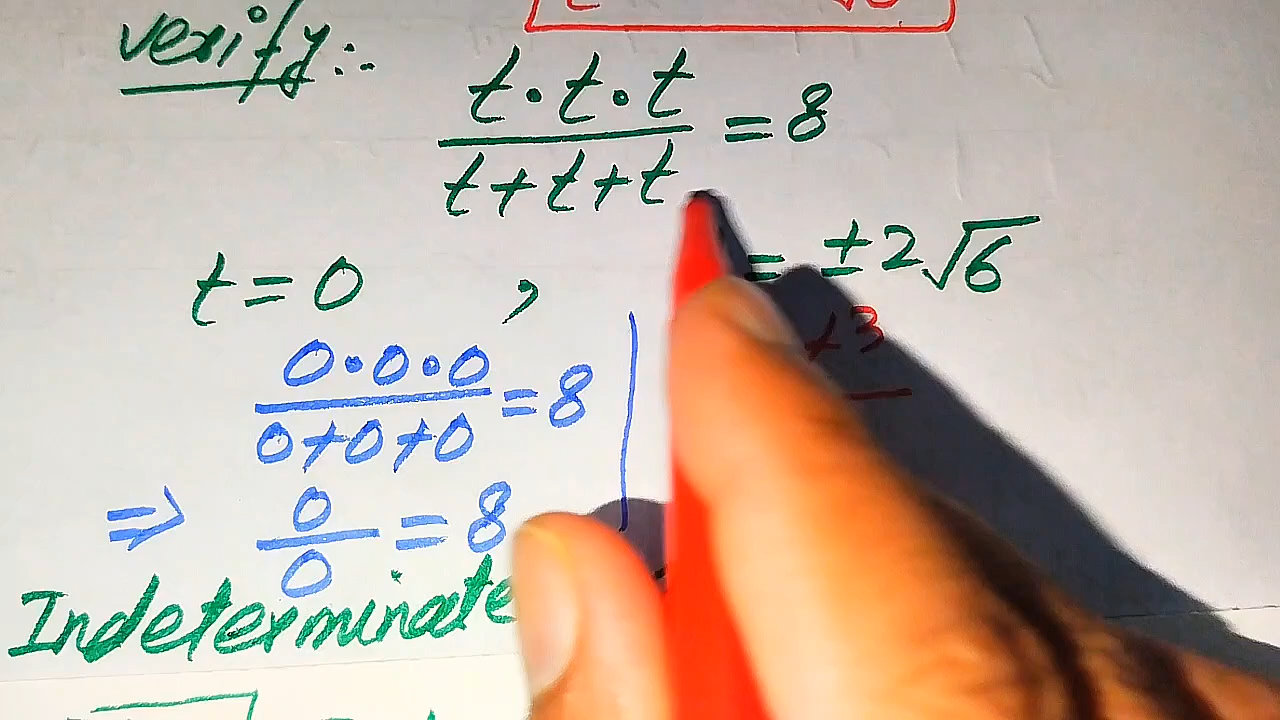 verify:-
t·t·t / t+t+t = 8
t=0 , = ±2√6
0·0·0 / 0+0+0 = 8
⇒ 0/0 = 8
Indeterminate